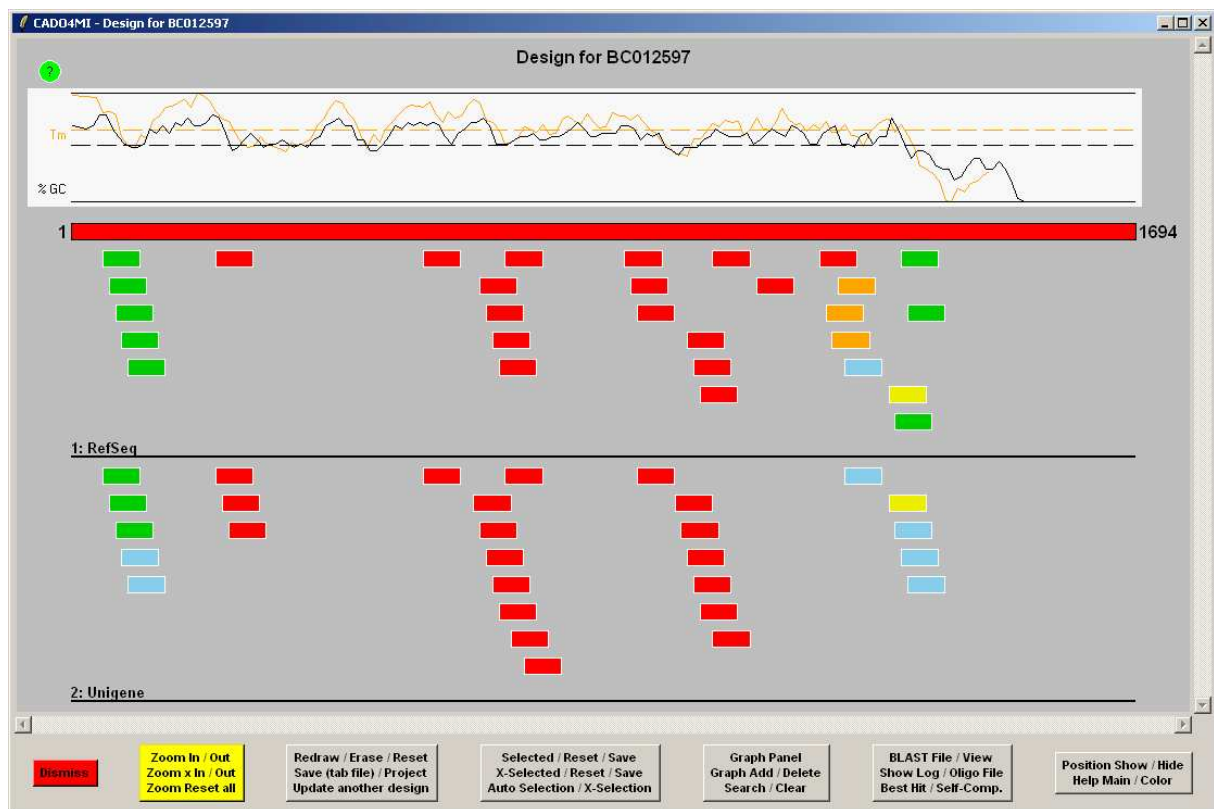 CADO4MI - Design for BC012597
Design for BC012597
?
Tm
% GC
1
1694
1: RefSeq
2: Unigene
Dismiss
Zoom In / Out
Zoom x In / Out
Zoom Reset all
Redraw / Erase / Reset
Save (tab file) / Project
Update another design
Selected / Reset / Save
X-Selected / Reset / Save
Auto Selection / X-Selection
Graph Panel
Graph Add / Delete
Search / Clear
BLAST File / View
Show Log / Oligo File
Best Hit / Self-Comp.
Position Show / Hide
Help Main / Color